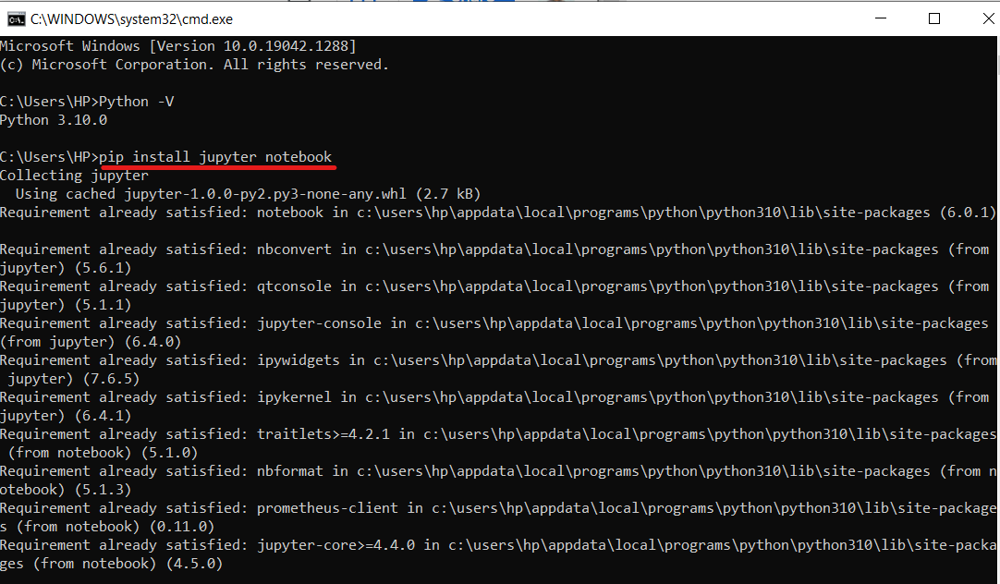 C:\WINDOWS\system32\cmd.exe
Microsoft Windows [Version 10.0.19042.1288]
(c) Microsoft Corporation. All rights reserved.
C:\Users\HP>Python -V
Python 3.10.0
C:\Users\HP>pip install jupyter notebook
Collecting jupyter
  Using cached jupyter-1.0.0-py2.py3-none-any.whl (2.7 kB)
Requirement already satisfied: notebook in c:\users\hp\appdata\local\programs\python\python310\lib\site-packages (6.0.1)
Requirement already satisfied: nbconvert in c:\users\hp\appdata\local\programs\python\python310\lib\site-packages (from
jupyter) (5.6.1)
Requirement already satisfied: qtconsole in c:\users\hp\appdata\local\programs\python\python310\lib\site-packages (from
jupyter) (5.1.1)
Requirement already satisfied: jupyter-console in c:\users\hp\appdata\local\programs\python\python310\lib\site-packages
(from jupyter) (6.4.0)
Requirement already satisfied: ipywidgets in c:\users\hp\appdata\local\programs\python\python310\lib\site-packages (from
 jupyter) (7.6.5)
Requirement already satisfied: ipykernel in c:\users\hp\appdata\local\programs\python\python310\lib\site-packages (from
jupyter) (6.4.1)
Requirement already satisfied: traitlets>=4.2.1 in c:\users\hp\appdata\local\programs\python\python310\lib\site-packages
 (from notebook) (5.1.0)
Requirement already satisfied: nbformat in c:\users\hp\appdata\local\programs\python\python310\lib\site-packages (from n
otebook) (5.1.3)
Requirement already satisfied: prometheus-client in c:\users\hp\appdata\local\programs\python\python310\lib\site-package
s (from notebook) (0.11.0)
Requirement already satisfied: jupyter-core>=4.4.0 in c:\users\hp\appdata\local\programs\python\python310\lib\site-packa
ges (from notebook) (4.5.0)